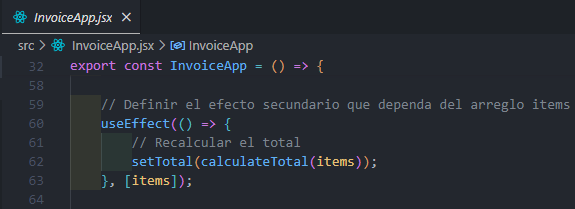 InvoiceApp.jsx ×
src > InvoiceApp.jsx > InvoiceApp
32 export const InvoiceApp = () => {
58
59 // Definir el efecto secundario que dependa del arreglo items
60 useEffect(() => {
61 // Recalcular el total
62 setTotal(calculateTotal(items));
63 }, [items]);
64